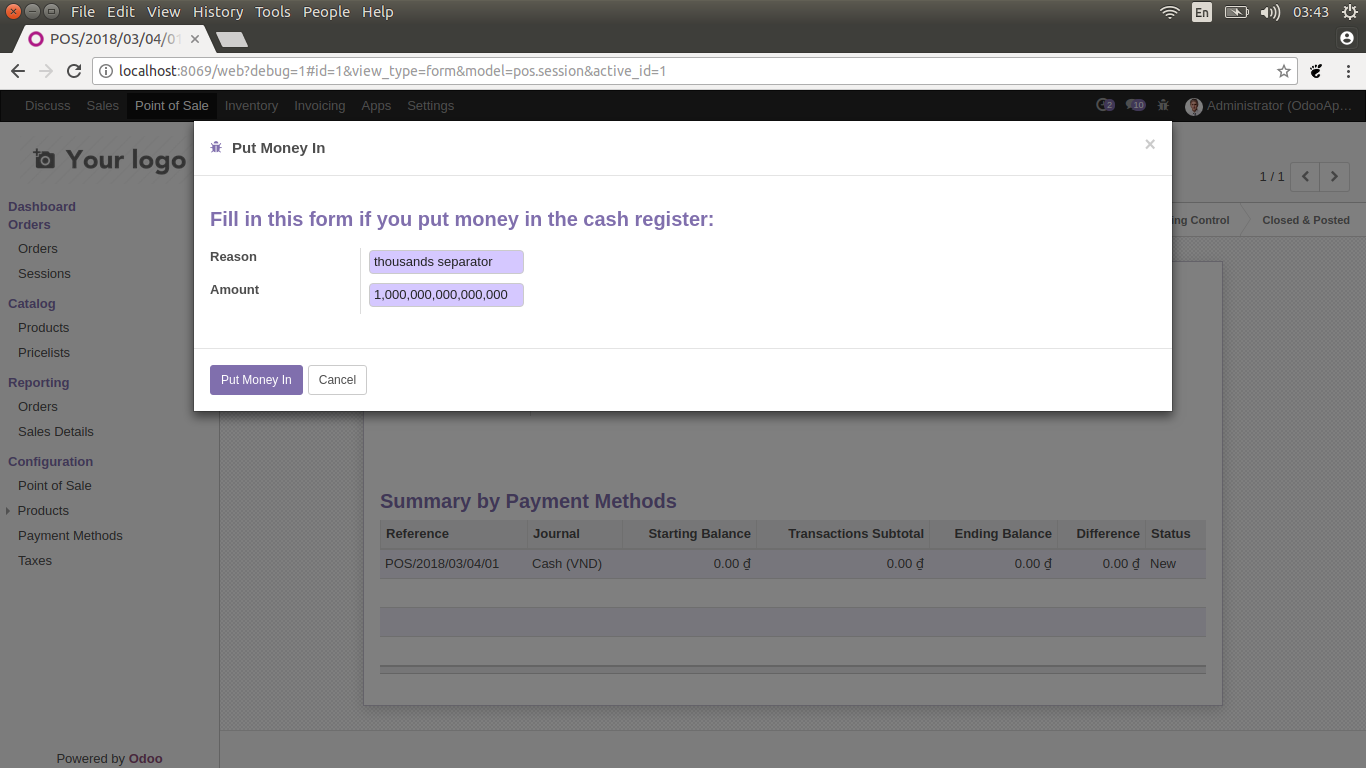 File Edit View History Tools People Help
En 03:43
POS/2018/03/04/01
localhost:8069/web?debug=1#id=1&view_type=form&model=pos.session&active_id=1
Discuss Sales Point of Sale Inventory Invoicing Apps Settings 2 10 Administrator (OdooAp...
Put Money In ×
Your logo
1 / 1
Dashboard
Orders
Orders
Sessions
Catalog
Products
Pricelists
Reporting
Orders
Sales Details
Configuration
Point of Sale
Products
Payment Methods
Taxes
Powered by Odoo
ing Control Closed & Posted
Fill in this form if you put money in the cash register:
Reason thousands separator
Amount 1,000,000,000,000,000
Put Money In Cancel
Summary by Payment Methods
Reference Journal Starting Balance Transactions Subtotal Ending Balance Difference Status
POS/2018/03/04/01 Cash (VND) 0.00 ₫ 0.00 ₫ 0.00 ₫ 0.00 ₫ New